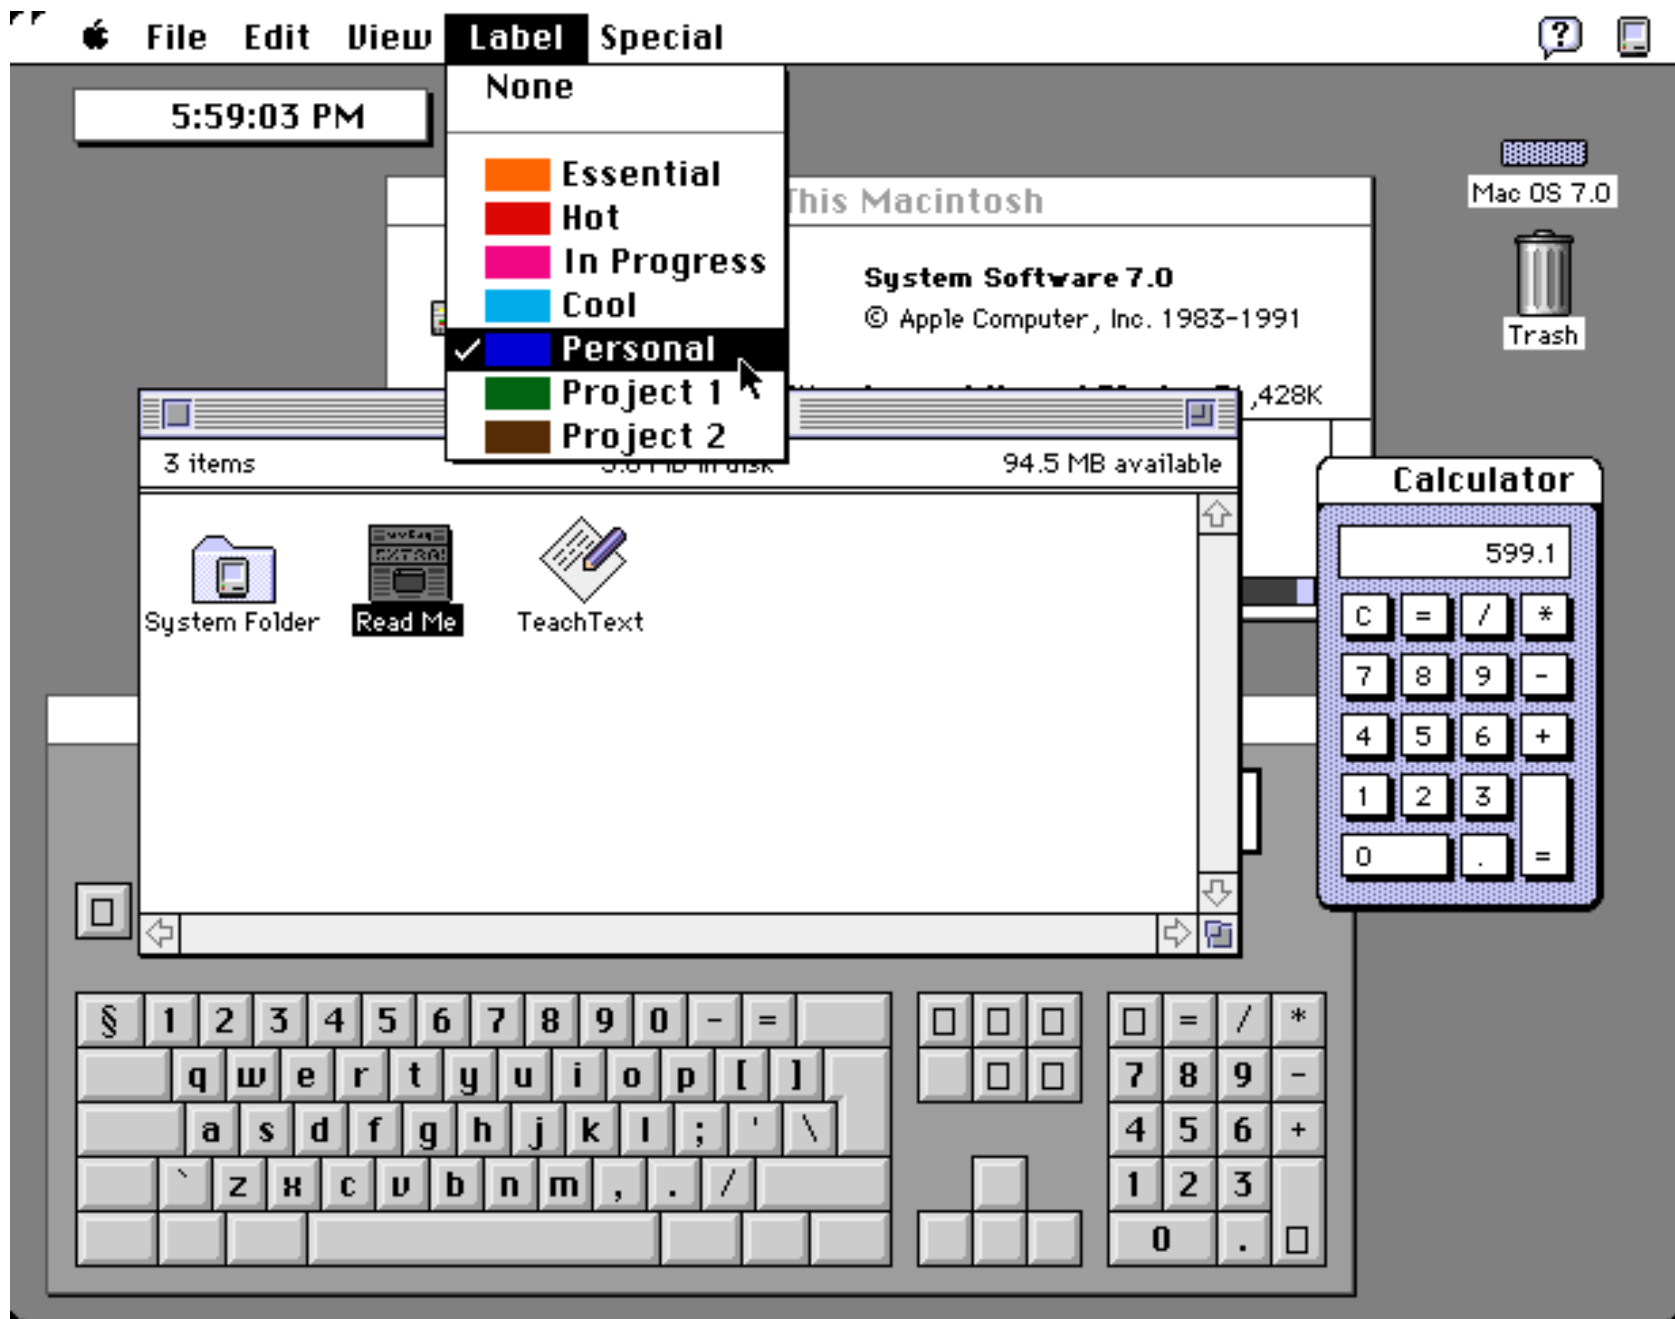 File Edit View Label Special
5:59:03 PM
None
Essential
Hot
In Progress
Cool
Personal
Project 1
Project 2
This Macintosh
System Software 7.0
© Apple Computer, Inc. 1983-1991
,428K
Mac OS 7.0
Trash
3 items
94.5 MB available
System Folder
Read Me
TeachText
Calculator
599.1
C = / *
7 8 9 -
4 5 6 +
1 2 3
0 . =
§ 1 2 3 4 5 6 7 8 9 0 - = = / *
q w e r t y u i o p [ ] 7 8 9 -
a s d f g h j k l ; ' \ 4 5 6 +
` z x c v b n m , . / 1 2 3
0 .